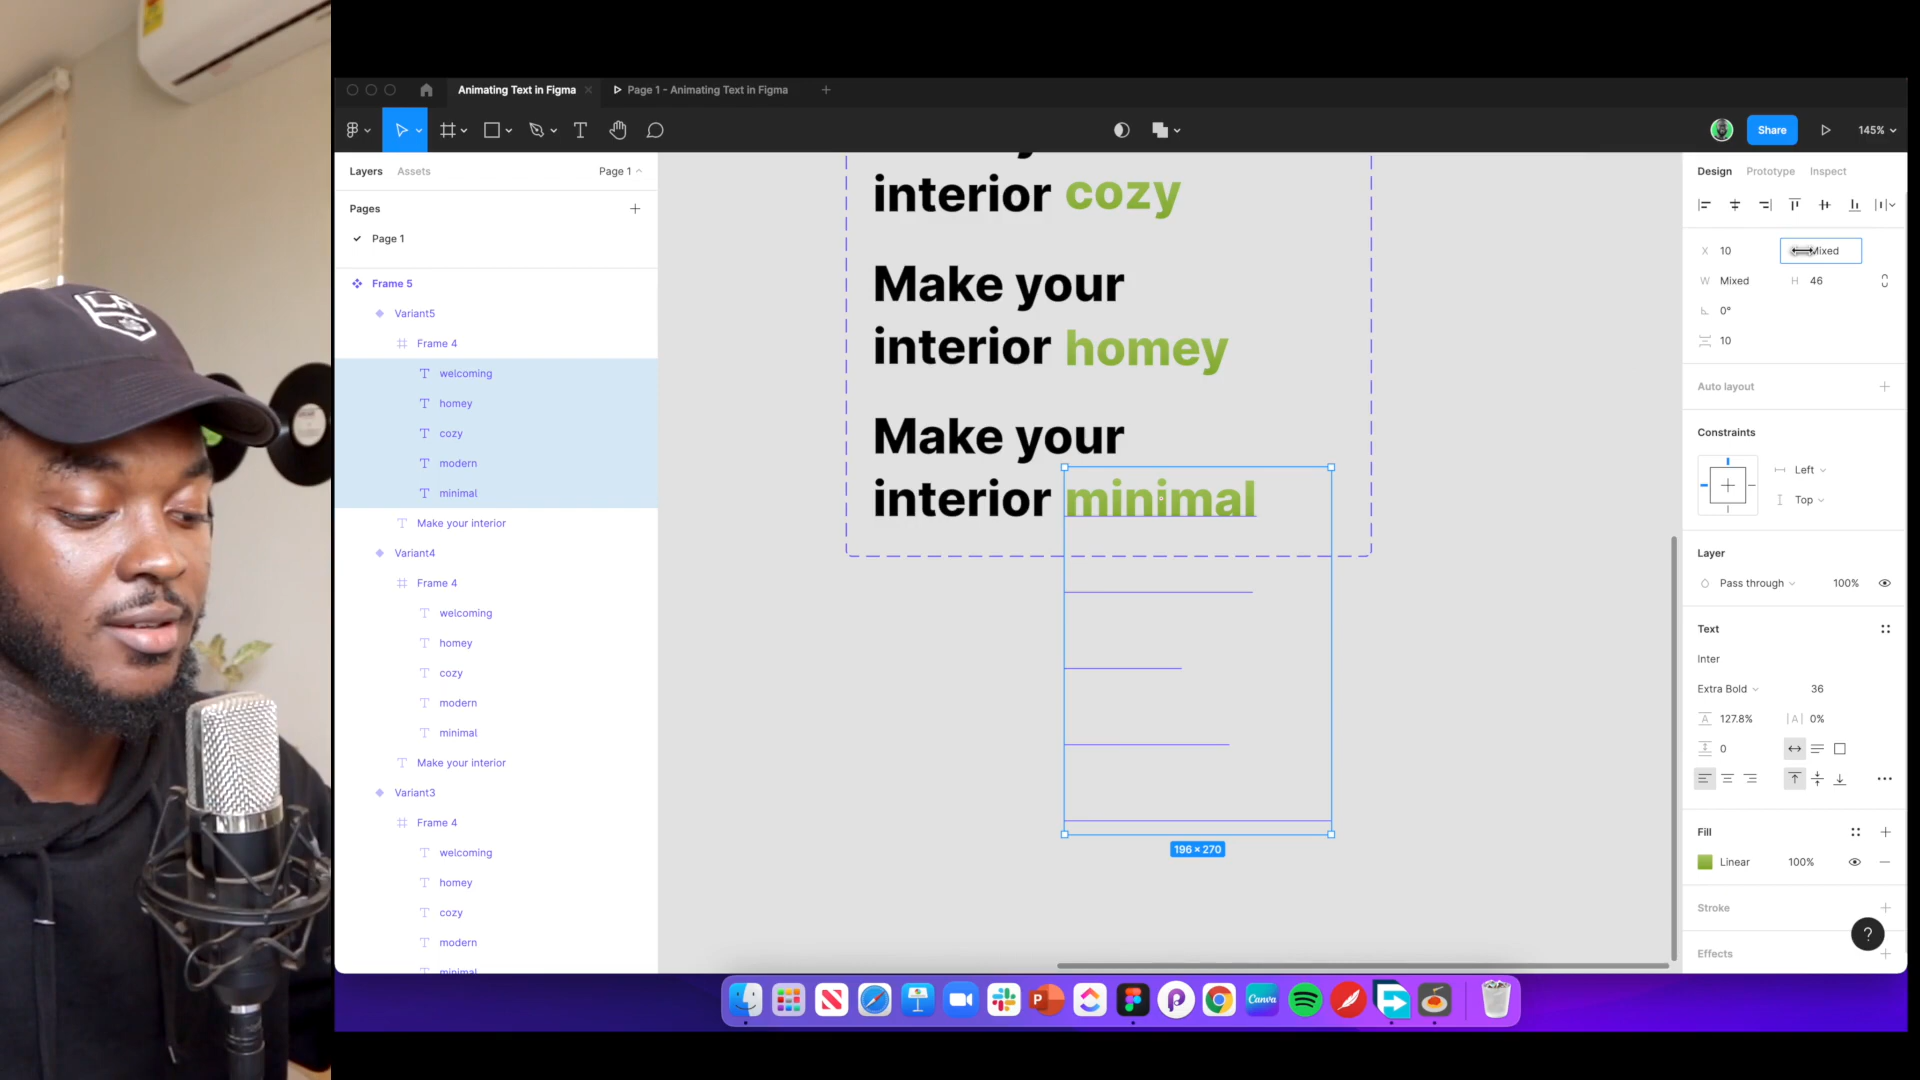 Animating Text in Figma
Page 1 - Animating Text in Figma
Share
145%
Layers
Assets
Page 1
Pages
Page 1
Frame 5
Variant5
Frame 4
welcoming
homey
cozy
modern
minimal
Make your interior
Variant4
Frame 4
welcoming
homey
cozy
modern
minimal
Make your interior
Variant3
Frame 4
welcoming
homey
cozy
modern
minimal
interior cozy
Make your
interior homey
Make your
interior minimal
196 × 270
Design
Prototype
Inspect
X 10
Mixed
W Mixed
H 46
0°
10
Auto layout
Constraints
Left
Top
Layer
Pass through
100%
Text
Inter
Extra Bold
36
127.8%
|A| 0%
0
Fill
Linear
100%
Stroke
?
Effects
Canva
LA